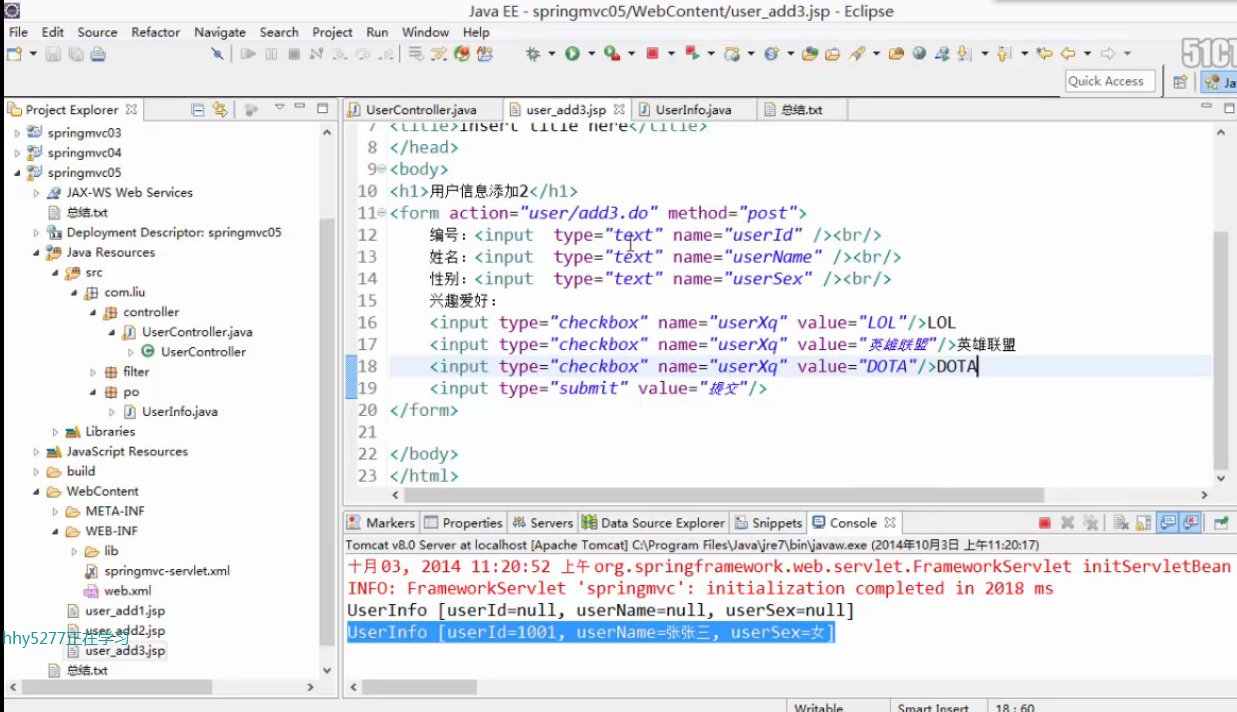 Java EE - springmvc05/WebContent/user_add3.jsp - Eclipse
File Edit Source Refactor Navigate Search Project Run Window Help
Quick Access
Project Explorer
springmvc03
springmvc04
springmvc05
JAX-WS Web Services
总结.txt
Deployment Descriptor: springmvc05
Java Resources
src
com.liu
controller
UserController.java
UserController
filter
po
UserInfo.java
Libraries
JavaScript Resources
build
WebContent
META-INF
WEB-INF
lib
springmvc-servlet.xml
web.xml
user_add1.jsp
user_add2.jsp
hhy5277正在学习
user_add3.jsp
总结.txt
UserController.java user_add3.jsp UserInfo.java 总结.txt
7 <title>Insert title here</title>
8 </head>
9 <body>
10 <h1>用户信息添加2</h1>
11 <form action="user/add3.do" method="post">
12 编号：<input type="text" name="userId" /><br/>
13 姓名：<input type="text" name="userName" /><br/>
14 性别：<input type="text" name="userSex" /><br/>
15 兴趣爱好：
16 <input type="checkbox" name="userXq" value="LOL"/>LOL
17 <input type="checkbox" name="userXq" value="英雄联盟"/>英雄联盟
18 <input type="checkbox" name="userXq" value="DOTA"/>DOTA
19 <input type="submit" value="提交"/>
20 </form>
21
22 </body>
23 </html>
Markers Properties Servers Data Source Explorer Snippets Console
Tomcat v8.0 Server at localhost [Apache Tomcat] C:\Program Files\Java\jre7\bin\javaw.exe (2014年10月3日 上午11:20:17)
十月 03, 2014 11:20:52 上午 org.springframework.web.servlet.FrameworkServlet initServletBean
INFO: FrameworkServlet 'springmvc': initialization completed in 2018 ms
UserInfo [userId=null, userName=null, userSex=null]
UserInfo [userId=1001, userName=张张三, userSex=女]
Writable Smart Insert 18 : 60